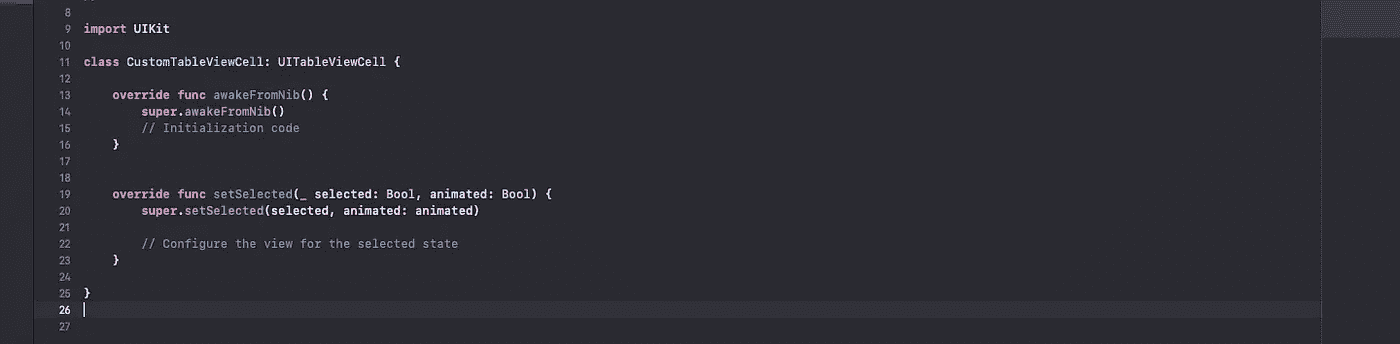 8
9 import UIKit
10
11 class CustomTableViewCell: UITableViewCell {
12
13     override func awakeFromNib() {
14         super.awakeFromNib()
15         // Initialization code
16     }
17
18
19     override func setSelected(_ selected: Bool, animated: Bool) {
20         super.setSelected(selected, animated: animated)
21
22         // Configure the view for the selected state
23     }
24
25 }
26
27